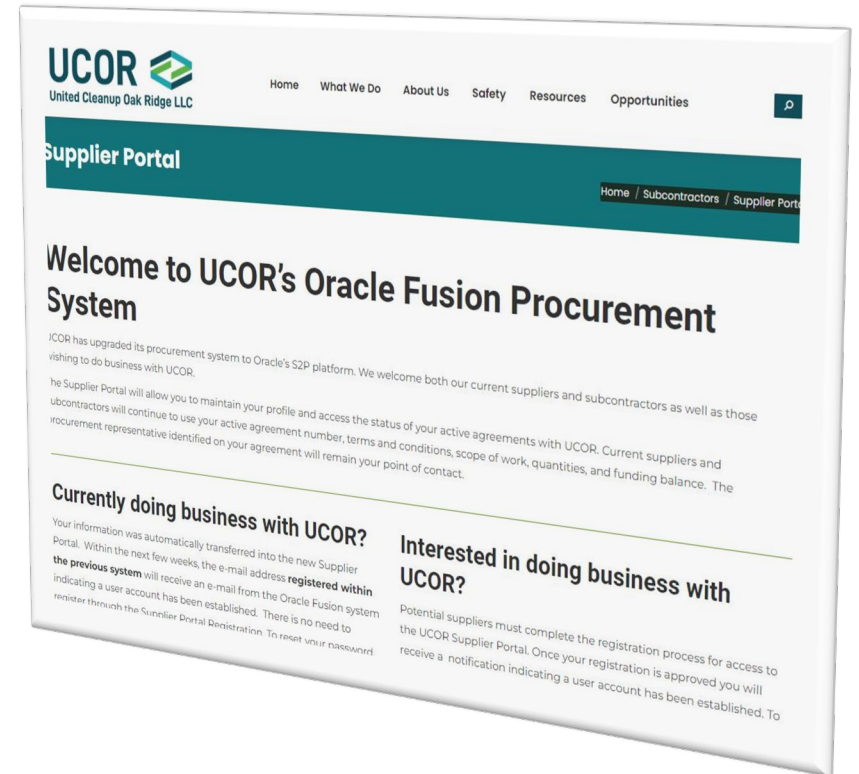 UCOR
United Cleanup Oak Ridge LLC
Home What We Do About Us Safety Resources Opportunities
Supplier Portal
Home / Subcontractors / Supplier
Welcome to UCOR's Oracle Fusion Procurement
System
has upgraded its procurement system to Oracle's S2P platform. We welcome both our current suppliers and subcontractors as well as those
to do business with UCOR.
Supplier Portal will allow you to maintain your profile and access the status of your active agreements with UCOR. Current suppliers and
will continue to use your active agreement number, terms and conditions, scope of work, quantities, and funding balance. The
representative identified on your agreement will remain your point of contact.
Currently doing business with UCOR?
Your information was automatically transferred into the new Supplier
Portal. Within the next few weeks, the e-mail address registered within
the previous system will receive an e-mail from the Oracle Fusion system
indicating a user account has been established. There is no need to
register through the Supplier Portal Registration. To reset your password
Interested in doing business with
UCOR?
Potential suppliers must complete the registration process for access to
the UCOR Supplier Portal. Once your registration is approved you will
receive a notification indicating a user account has been established. To